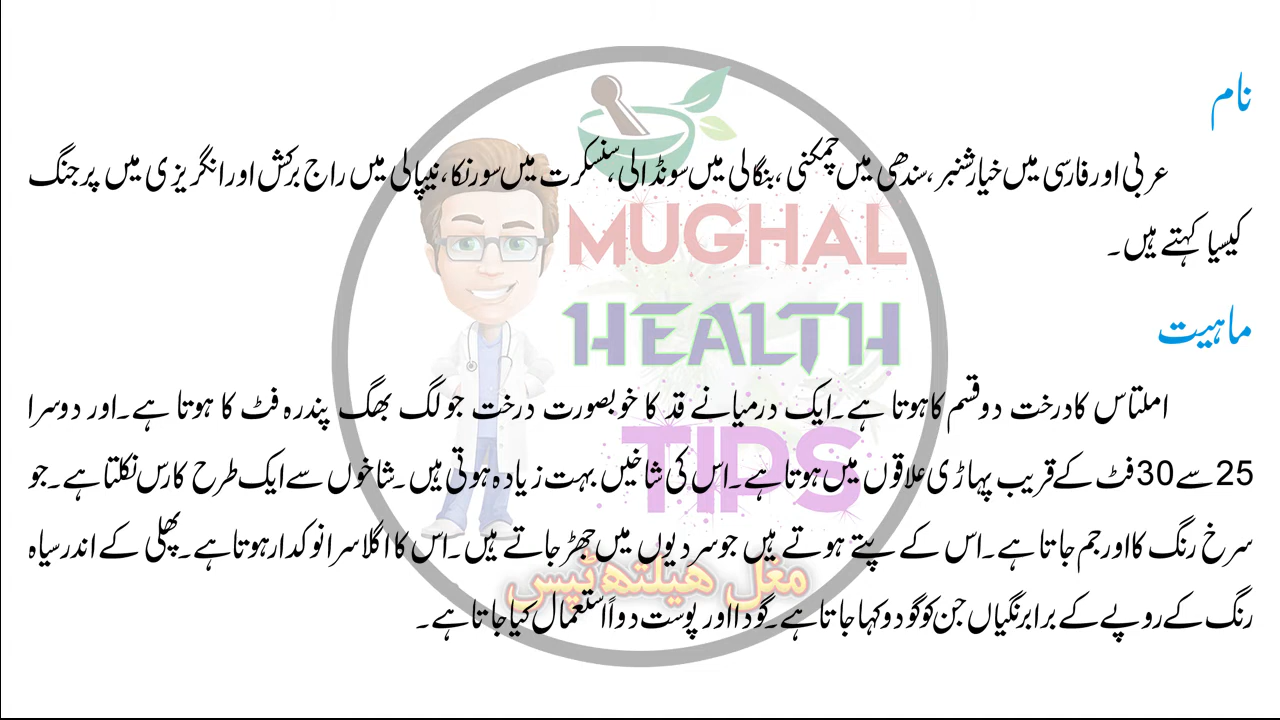 نام
عربی اور فارسی میں خیار شنبر ، سندھی میں چمکنی ، بنگالی میں سونڈالی ، سنسکرت میں سورنکا ، نیپالی میں راج برکش اور انگریزی میں پرجنگ
کیسیا کہتے ہیں۔
ماہیت
املتاس کا درخت دو قسم کا ہوتا ہے۔ ایک درمیانے قد کا خوبصورت درخت جو لگ بھگ پندرہ فٹ کا ہوتا ہے۔ اور دوسرا
25 سے 30 فٹ کے قریب پہاڑی علاقوں میں ہوتا ہے۔ اس کی شاخیں بہت زیادہ ہوتی ہیں۔ شاخوں سے ایک طرح کا رس نکلتا ہے۔ جو
سرخ رنگ کا اور جم جاتا ہے۔ اس کے پتے ہوتے ہیں جو سردیوں میں جھڑ جاتے ہیں۔ اس کا اگلا سرا نوکدار ہوتا ہے۔ پھلی کے اندر سیاہ
رنگ کے روپے کے برابر ٹکیاں جن کو گودو کہا جاتا ہے۔ گودا اور پوست دواً استعمال کیا جاتا ہے۔
MUGHAL
HEALTH
TIPS
مغل ھیلتھ ٹپس